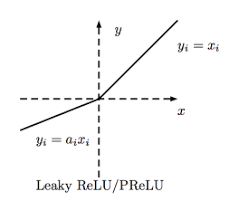 y
y_i = x_i
x
y_i = a_i x_i
Leaky ReLU/PReLU